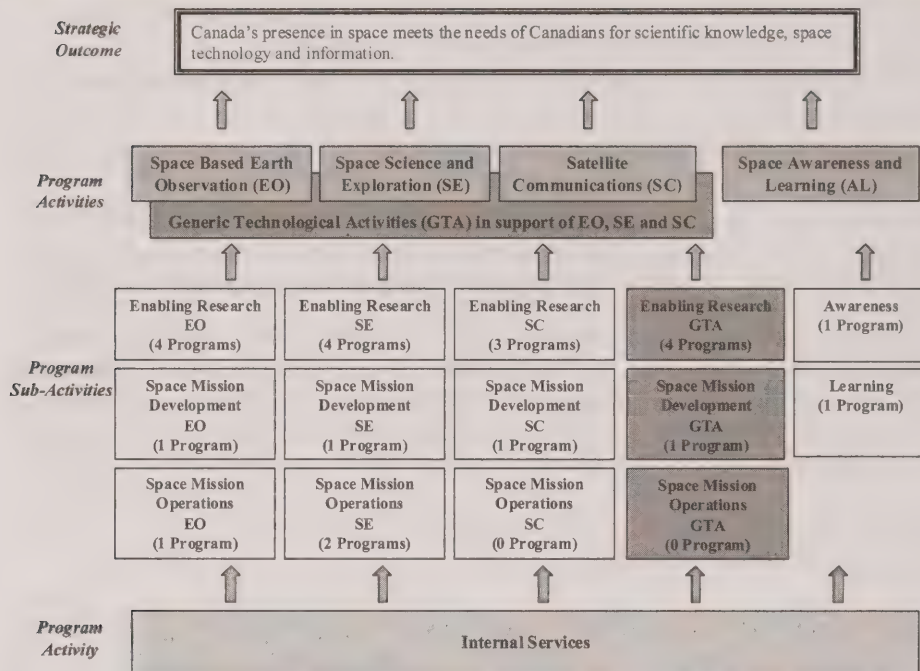 Strategic
Outcome
Canada's presence in space meets the needs of Canadians for scientific knowledge, space
technology and information.
Program
Activities
Space Based Earth
Observation (EO)
Space Science and
Exploration (SE)
Satellite
Communications (SC)
Space Awareness and
Learning (AL)
Generic Technological Activities (GTA) in support of EO, SE and SC
Program
Sub-Activities
Enabling Research
EO
(4 Programs)
Enabling Research
SE
(4 Programs)
Enabling Research
SC
(3 Programs)
Enabling Research
GTA
(4 Programs)
Awareness
(1 Program)
Space Mission
Development
EO
(1 Program)
Space Mission
Development
SE
(1 Program)
Space Mission
Development
SC
(1 Program)
Space Mission
Development
GTA
(1 Program)
Learning
(1 Program)
Space Mission
Operations
EO
(1 Program)
Space Mission
Operations
SE
(2 Programs)
Space Mission
Operations
SC
(0 Program)
Space Mission
Operations
GTA
(0 Program)
Program
Activity
Internal Services